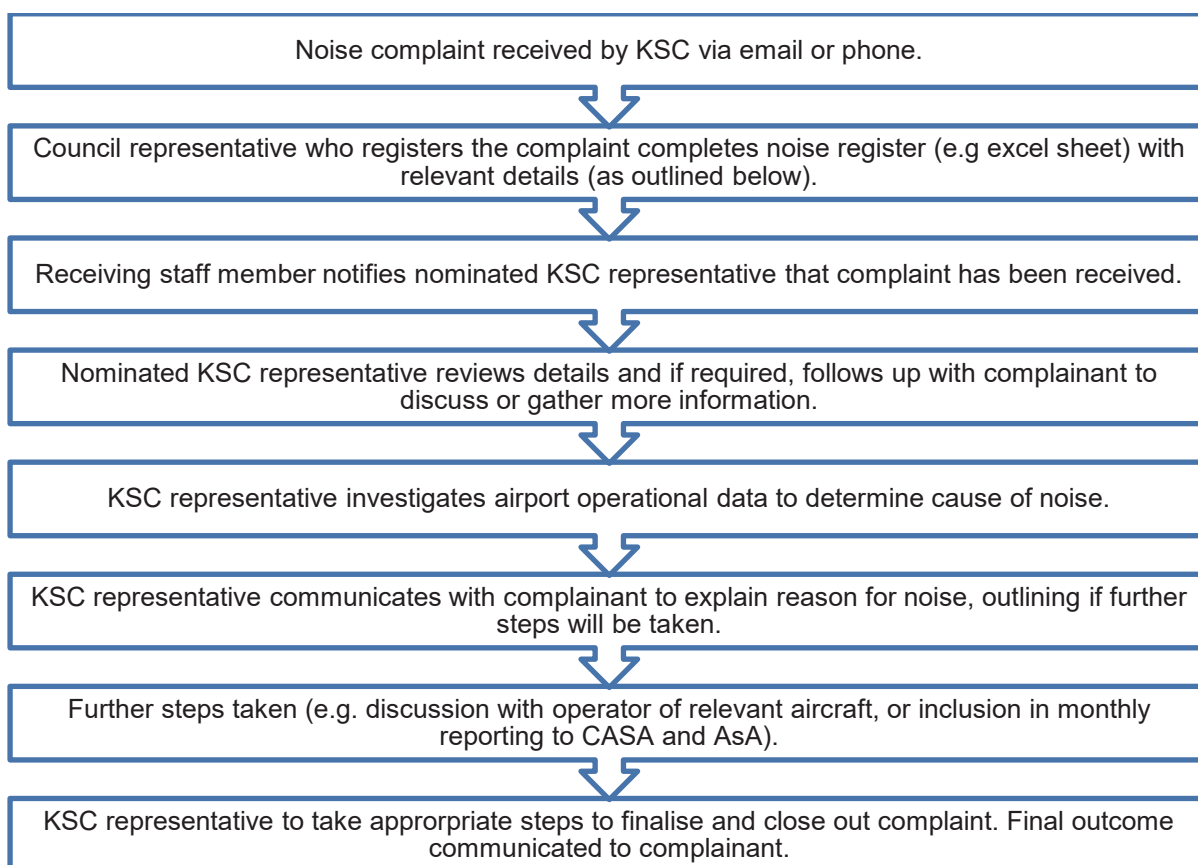 Noise complaint received by KSC via email or phone.
Council representative who registers the complaint completes noise register (e.g excel sheet) with
relevant details (as outlined below).
Receiving staff member notifies nominated KSC representative that complaint has been received.
Nominated KSC representative reviews details and if required, follows up with complainant to
discuss or gather more information.
KSC representative investigates airport operational data to determine cause of noise.
KSC representative communicates with complainant to explain reason for noise, outlining if further
steps will be taken.
Further steps taken (e.g. discussion with operator of relevant aircraft, or inclusion in monthly
reporting to CASA and AsA).
KSC representative to take approrpriate steps to finalise and close out complaint. Final outcome
communicated to complainant.